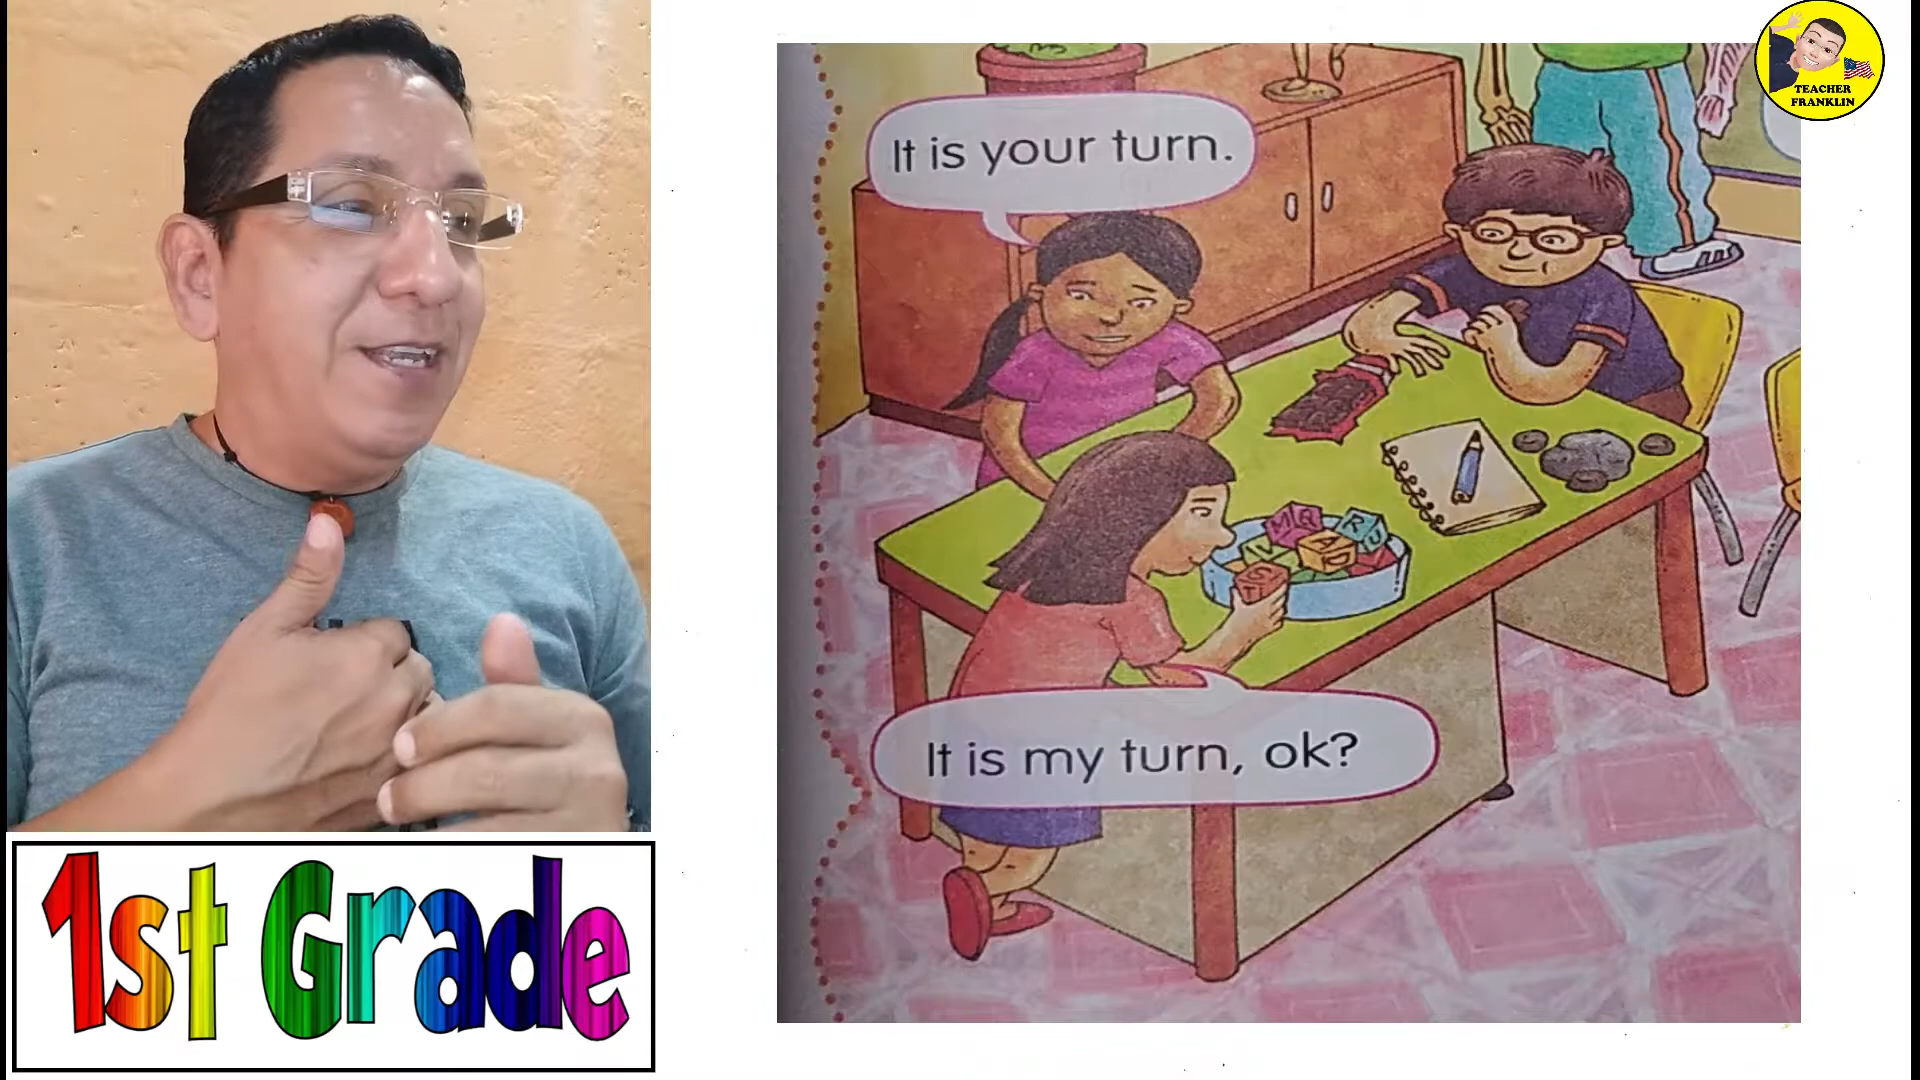 TEACHER
FRANKLIN
It is your turn.
It is my turn, ok?
1st Grade